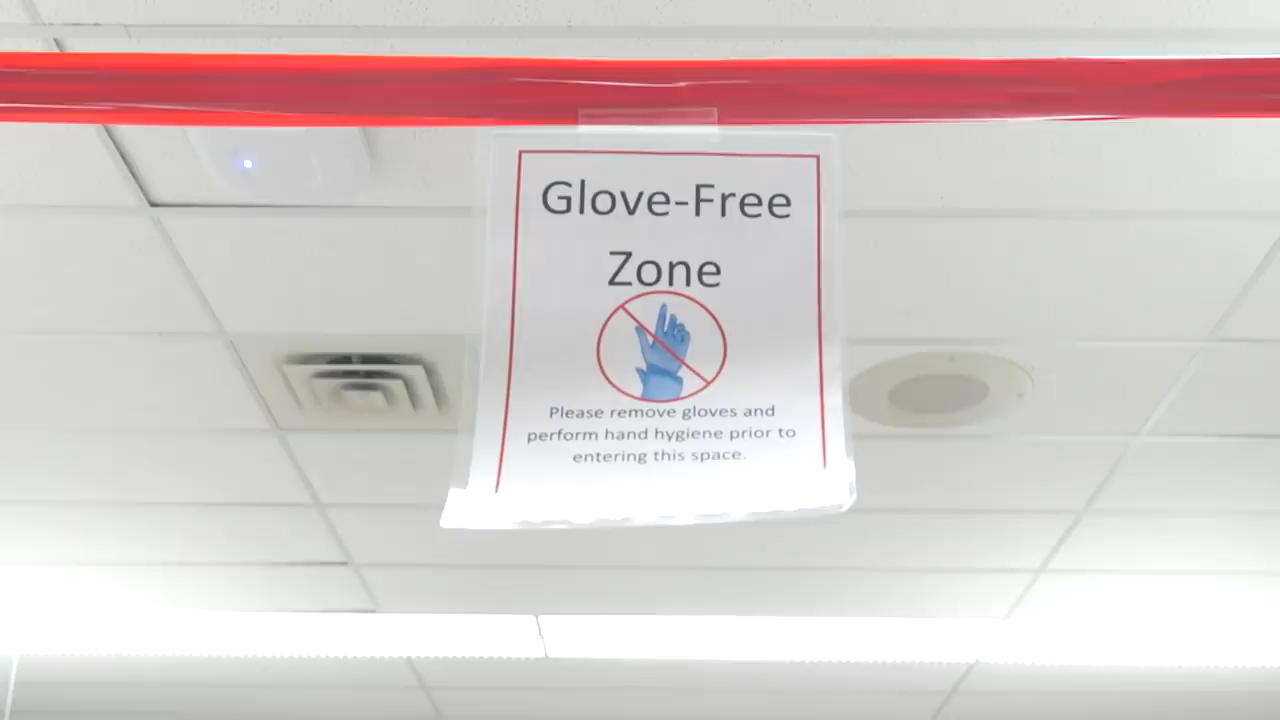 Glove-Free
Zone
Please remove gloves and
perform hand hygiene prior to
entering this space.